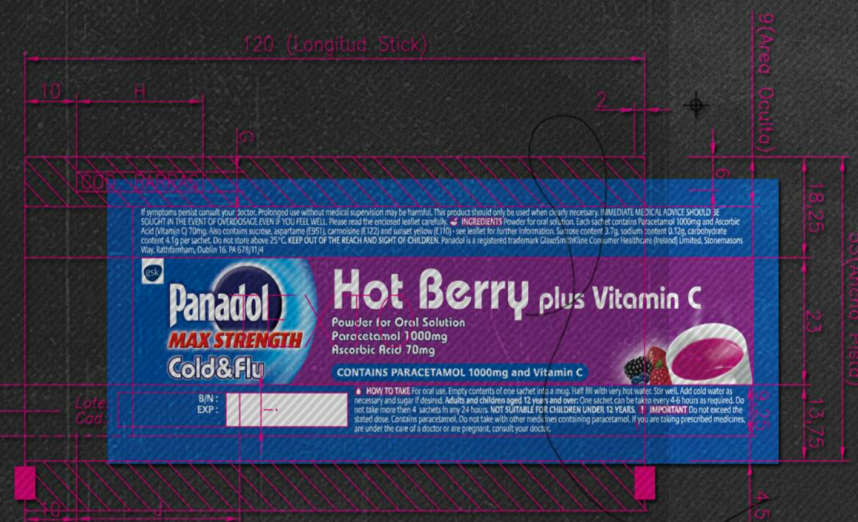 120 (Longitud Stick)
9(Area Oculta)
10
H
2
G
6
COD. BARRAS
18,25
If symptoms persist consult your doctor. Prolonged use without medical supervision may be harmful. This product should only be used when clearly necessary. IMMEDIATE MEDICAL ADVICE SHOULD BE
SOUGHT IN THE EVENT OF OVERDOSAGE EVEN IF YOU FEEL WELL. Please read the enclosed leaflet carefully. INGREDIENTS Powder for oral solution. Each sachet contains Paracetamol 1000mg and Ascorbic
Acid (Vitamin C) 70mg. Also contains sucrose, aspartame (E951), carmoisine (E122) and sunset yellow (E110) - see leaflet for further information. Sucrose content 3.7g, sodium content 0.12g, carbohydrate
content 4.1g per sachet. Do not store above 25°C. KEEP OUT OF THE REACH AND SIGHT OF CHILDREN. Panadol is a registered trademark GlaxoSmithKline Consumer Healthcare (Ireland) Limited, Stonemasons
Way, Rathfarnham, Dublin 16. PA 678/11/4
gsk
Panadol
MAX STRENGTH
Cold&Flu
Hot Berry plus Vitamin C
Powder for Oral Solution
Paracetamol 1000mg
Ascorbic Acid 70mg
CONTAINS PARACETAMOL 1000mg and Vitamin C
23
Lote:
Cad:
B/N :
EXP :
HOW TO TAKE For oral use. Empty contents of one sachet into a mug. Half fill with very hot water. Stir well. Add cold water as
necessary and sugar if desired. Adults and children aged 12 years and over: One sachet can be taken every 4-6 hours as required. Do
not take more then 4 sachets in any 24 hours. NOT SUITABLE FOR CHILDREN UNDER 12 YEARS. ! IMPORTANT Do not exceed the
stated dose. Contains paracetamol. Do not take with other medicines containing paracetamol. If you are taking prescribed medicines,
are under the care of a doctor or are pregnant, consult your doctor.
9,25
13,75
10
4,5